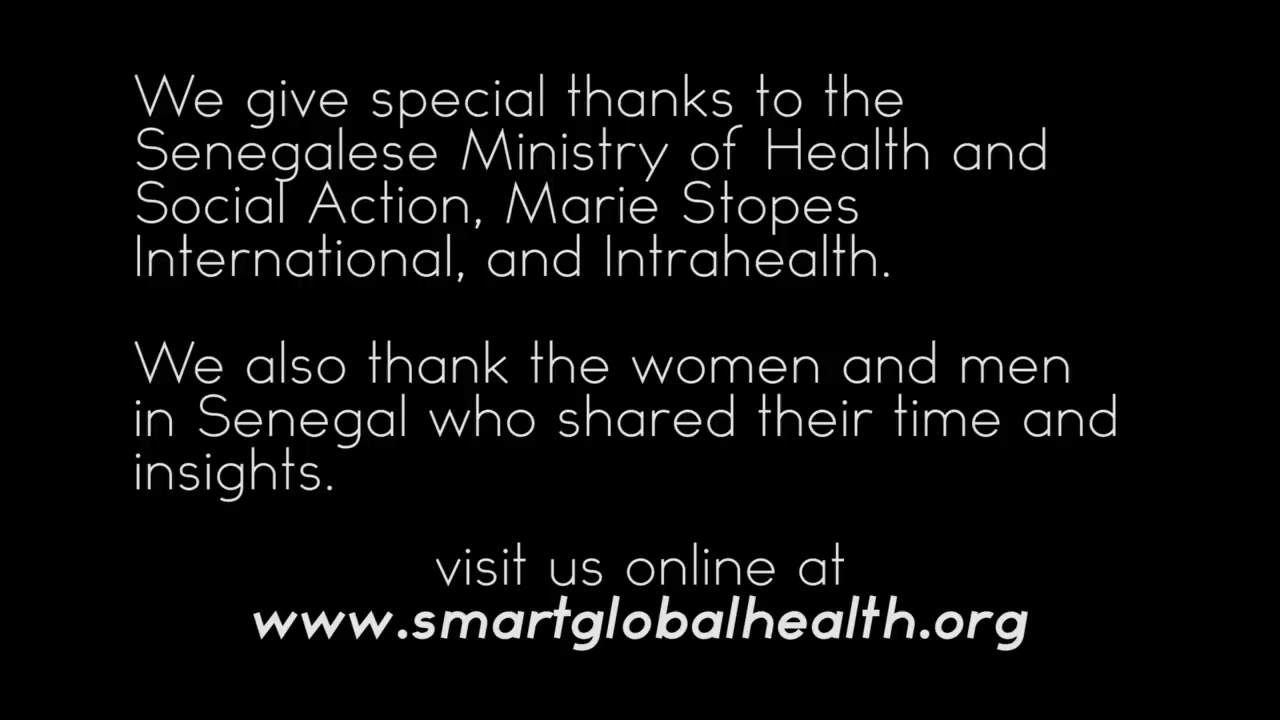 We give special thanks to the
Senegalese Ministry of Health and
Social Action, Marie Stopes
International, and Intrahealth.
We also thank the women and men
in Senegal who shared their time and
insights.
visit us online at
www.smartglobalhealth.org